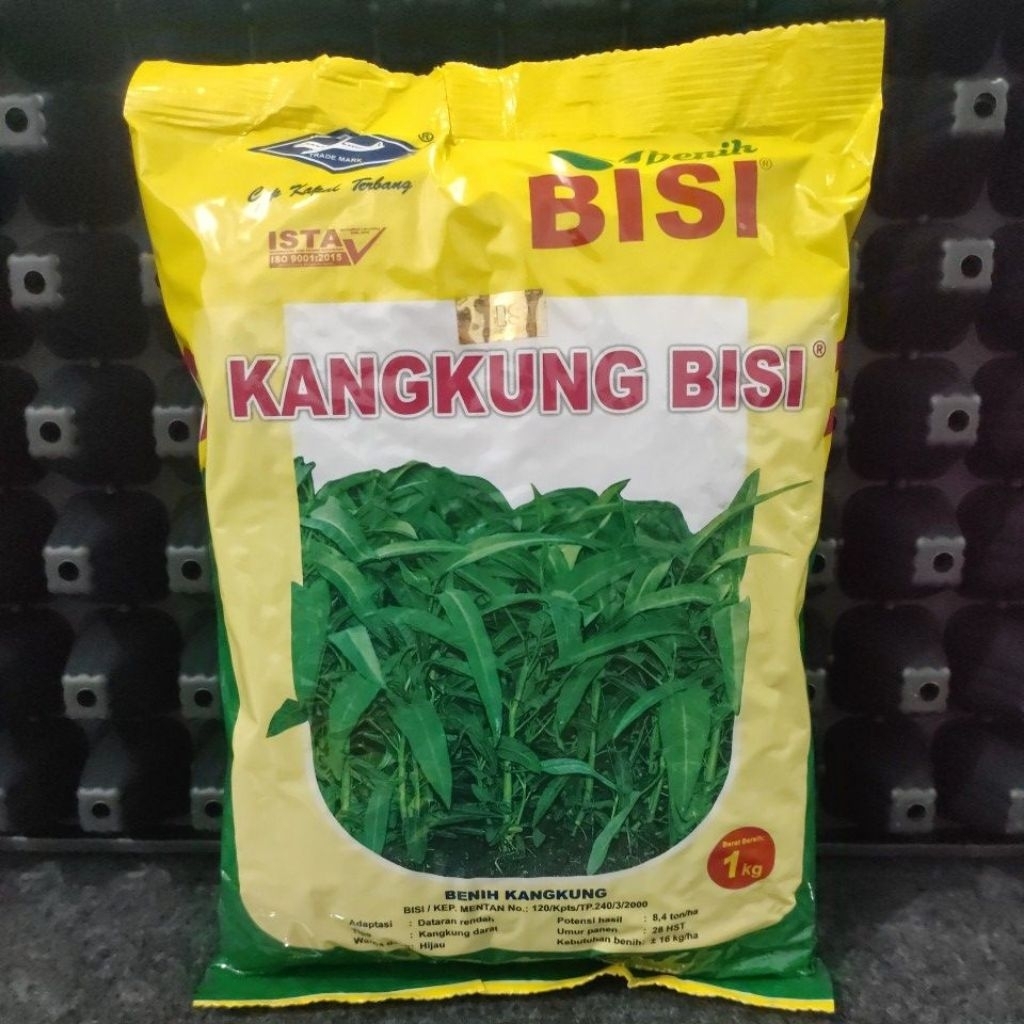 TRADE MARK
®
Cap Kapal Terbang
benih
BISI®
ISTA
ISO 9001:2015
KANGKUNG BISI®
Berat Bersih:
1 kg
BENIH KANGKUNG
BISI / KEP. MENTAN No.: 120/Kpts/TP.240/3/2000
Adaptasi : Dataran rendah
: Kangkung darat
Warna : Hijau
Potensi hasil : 8,4 ton/ha
Umur panen : 28 HST
Kebutuhan benih: ± 16 kg/ha